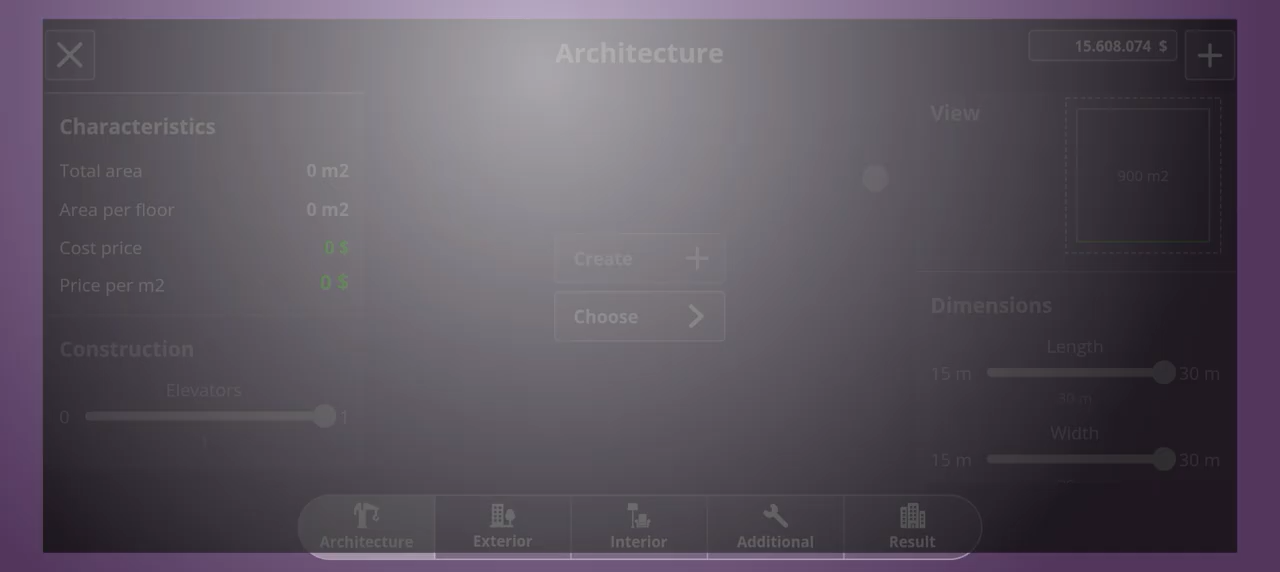 Architecture
15.608.074 $
Characteristics
Total area 0 m2
Area per floor 0 m2
Cost price 0 $
Price per m2 0 $
Construction
Elevators
0 1
1
Create
Choose
View
900 m2
Dimensions
Length
15 m 30 m
30 m
Width
15 m 30 m
Architecture Exterior Interior Additional Result